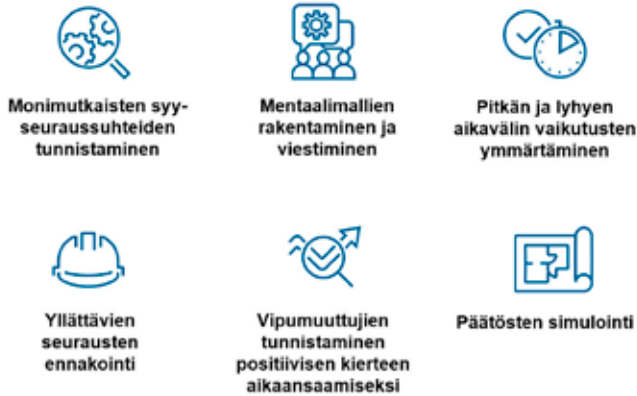 Monimutkaisten syy-
seuraussuhteiden
tunnistaminen
Mentaalimallien
rakentaminen ja
viestiminen
Pitkän ja lyhyen
aikavälin vaikutusten
ymmärtäminen
Yllättävien
seurausten
ennakointi
Vipumuuttujien
tunnistaminen
positiivisen kierteen
aikaansaamiseksi
Päätösten simulointi